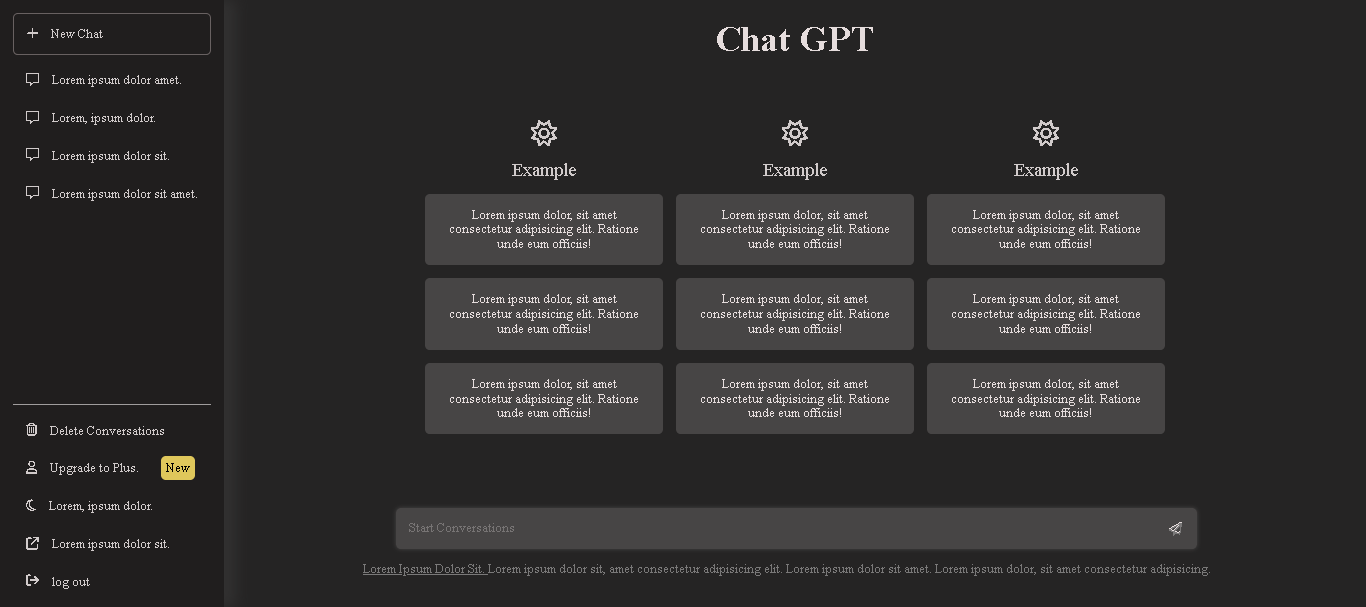 New Chat
Lorem ipsum dolor amet.
Lorem, ipsum dolor.
Lorem ipsum dolor sit.
Lorem ipsum dolor sit amet.
Delete Conversations
Upgrade to Plus. New
Lorem, ipsum dolor.
Lorem ipsum dolor sit.
log out
Chat GPT
Example
Lorem ipsum dolor, sit amet
consectetur adipisicing elit. Ratione
unde eum officiis!
Lorem ipsum dolor, sit amet
consectetur adipisicing elit. Ratione
unde eum officiis!
Lorem ipsum dolor, sit amet
consectetur adipisicing elit. Ratione
unde eum officiis!
Example
Lorem ipsum dolor, sit amet
consectetur adipisicing elit. Ratione
unde eum officiis!
Lorem ipsum dolor, sit amet
consectetur adipisicing elit. Ratione
unde eum officiis!
Lorem ipsum dolor, sit amet
consectetur adipisicing elit. Ratione
unde eum officiis!
Example
Lorem ipsum dolor, sit amet
consectetur adipisicing elit. Ratione
unde eum officiis!
Lorem ipsum dolor, sit amet
consectetur adipisicing elit. Ratione
unde eum officiis!
Lorem ipsum dolor, sit amet
consectetur adipisicing elit. Ratione
unde eum officiis!
Start Conversations
Lorem Ipsum Dolor Sit. Lorem ipsum dolor sit, amet consectetur adipisicing elit. Lorem ipsum dolor sit amet. Lorem ipsum dolor, sit amet consectetur adipisicing.